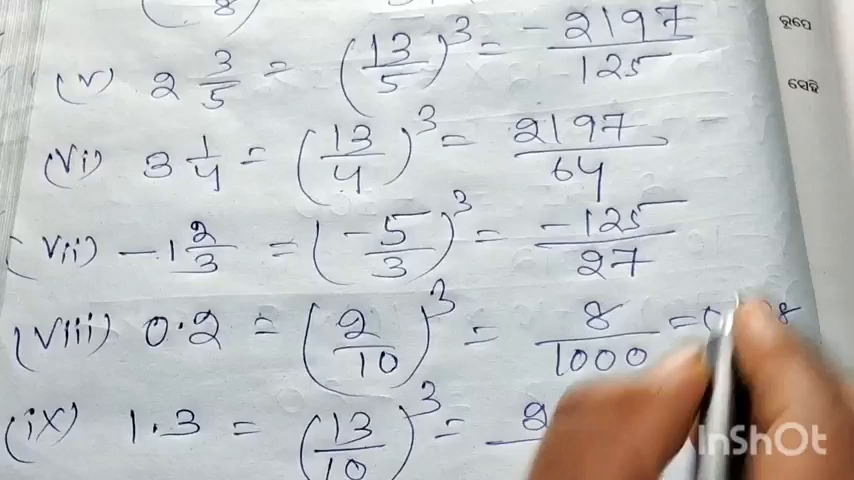 8
(v) 2 3/5 = (13/5)^3 = -2197/125
(vi) 3 1/4 = (13/4)^3 = 2197/64
(vii) -1 2/3 = (-5/3)^3 = -125/27
(viii) 0.2 = (2/10)^3 = 8/1000 =
(ix) 1.3 = (13/10)^3 = 2
ରୂପେ
ସେହି
InShOt